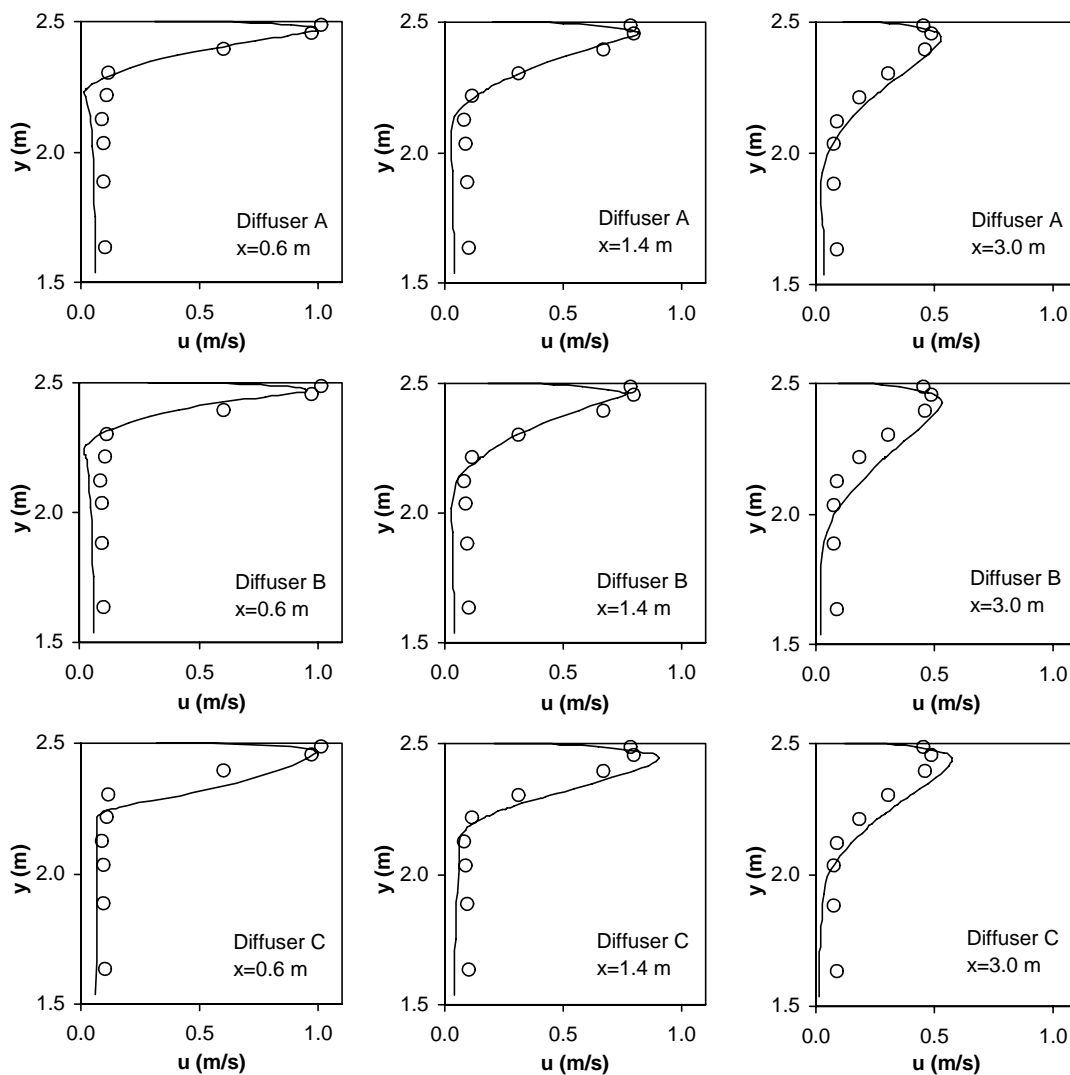 2.5
2.0
1.5
y (m)
Diffuser A
x=0.6 m
0.0 0.5 1.0
u (m/s)
2.5
2.0
1.5
y (m)
Diffuser A
x=1.4 m
0.0 0.5 1.0
u (m/s)
2.5
2.0
1.5
y (m)
Diffuser A
x=3.0 m
0.0 0.5 1.0
u (m/s)
2.5
2.0
1.5
y (m)
Diffuser B
x=0.6 m
0.0 0.5 1.0
u (m/s)
2.5
2.0
1.5
y (m)
Diffuser B
x=1.4 m
0.0 0.5 1.0
u (m/s)
2.5
2.0
1.5
y (m)
Diffuser B
x=3.0 m
0.0 0.5 1.0
u (m/s)
2.5
2.0
1.5
y (m)
Diffuser C
x=0.6 m
0.0 0.5 1.0
u (m/s)
2.5
2.0
1.5
y (m)
Diffuser C
x=1.4 m
0.0 0.5 1.0
u (m/s)
2.5
2.0
1.5
y (m)
Diffuser C
x=3.0 m
0.0 0.5 1.0
u (m/s)